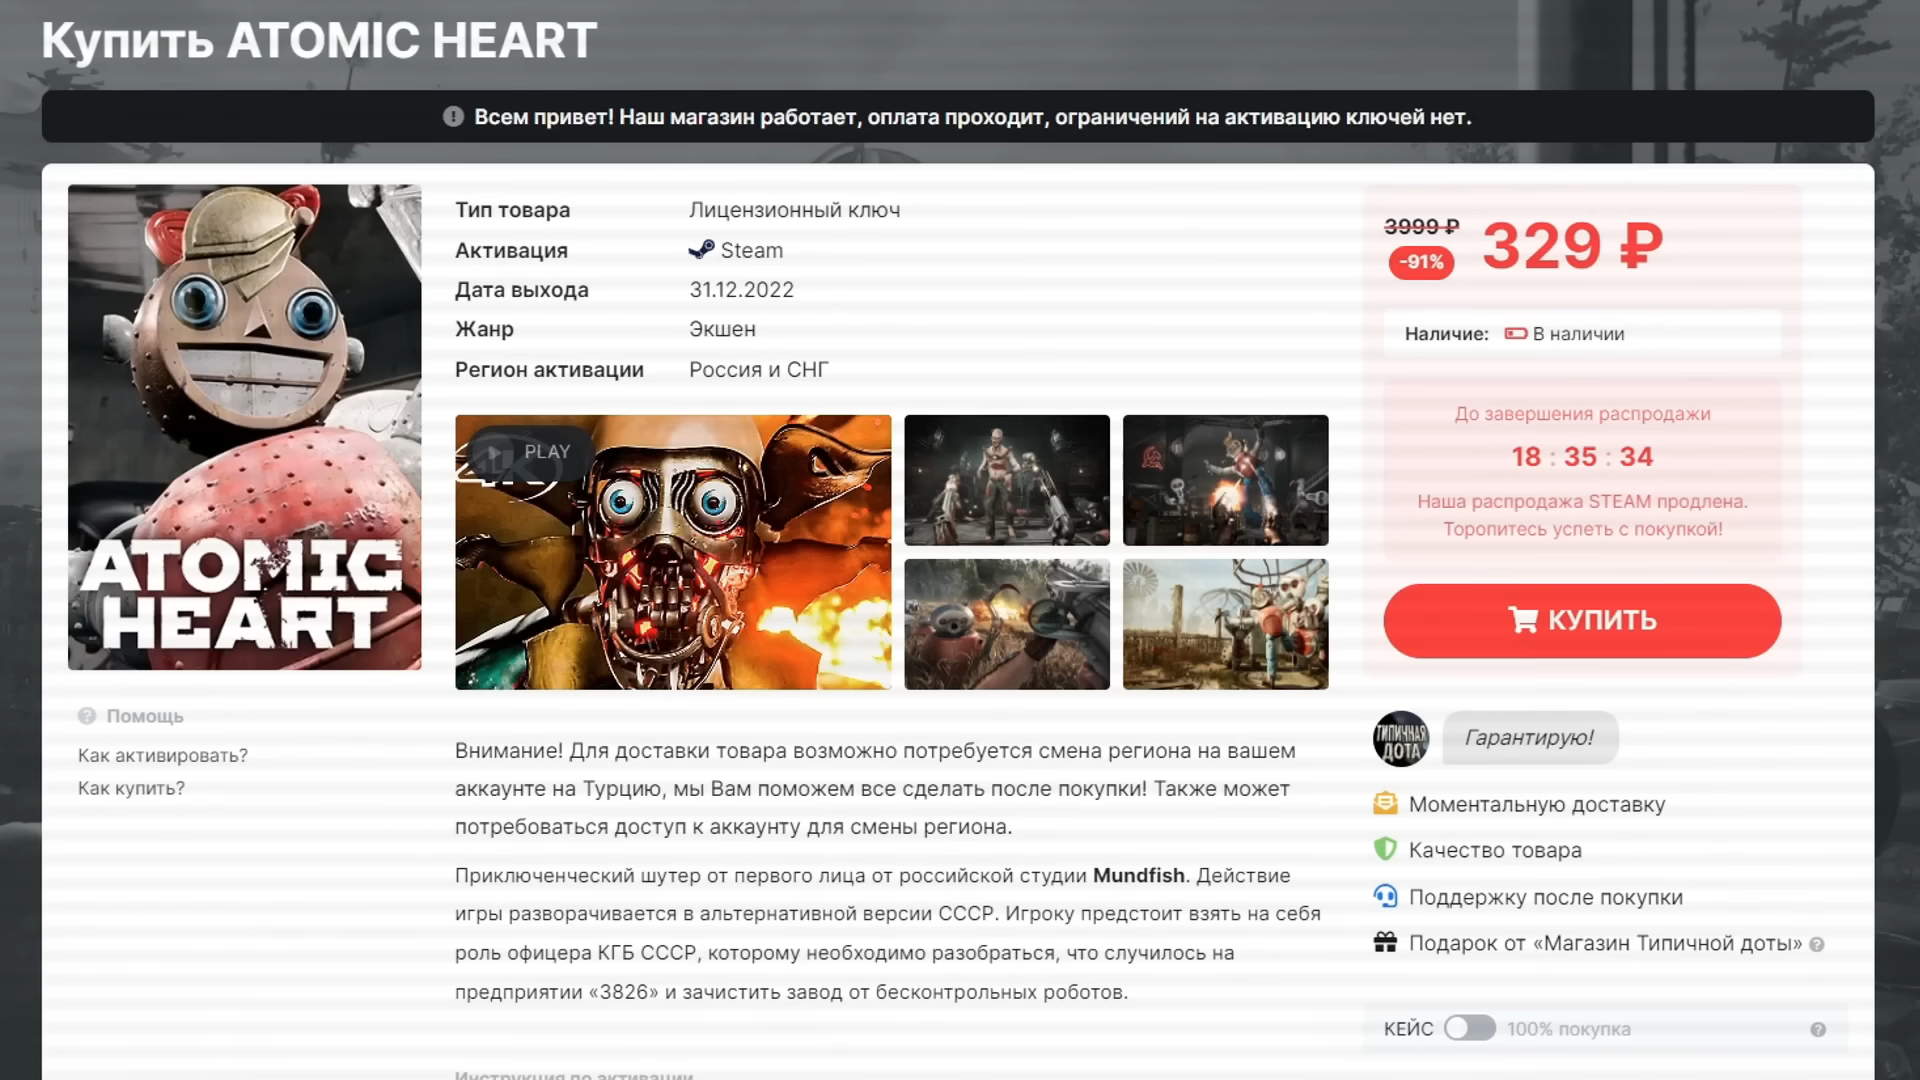 Купить ATOMIC HEART
Всем привет! Наш магазин работает, оплата проходит, ограничений на активацию ключей нет.
ATOMIC
HEART
Помощь
Как активировать?
Как купить?
Тип товара Лицензионный ключ
Активация Steam
Дата выхода 31.12.2022
Жанр Экшен
Регион активации Россия и СНГ
4K PLAY
Внимание! Для доставки товара возможно потребуется смена региона на вашем
аккаунте на Турцию, мы Вам поможем все сделать после покупки! Также может
потребоваться доступ к аккаунту для смены региона.
Приключенческий шутер от первого лица от российской студии Mundfish. Действие
игры разворачивается в альтернативной версии СССР. Игроку предстоит взять на себя
роль офицера КГБ СССР, которому необходимо разобраться, что случилось на
предприятии «3826» и зачистить завод от бесконтрольных роботов.
Инструкция по активации
3999 ₽
-91%
329 ₽
Наличие: В наличии
До завершения распродажи
18 : 35 : 34
Наша распродажа STEAM продлена.
Торопитесь успеть с покупкой!
КУПИТЬ
ТИПИЧНАЯ
ДОТА
Гарантирую!
Моментальную доставку
Качество товара
Поддержку после покупки
Подарок от «Магазин Типичной доты»
КЕЙС 100% покупка